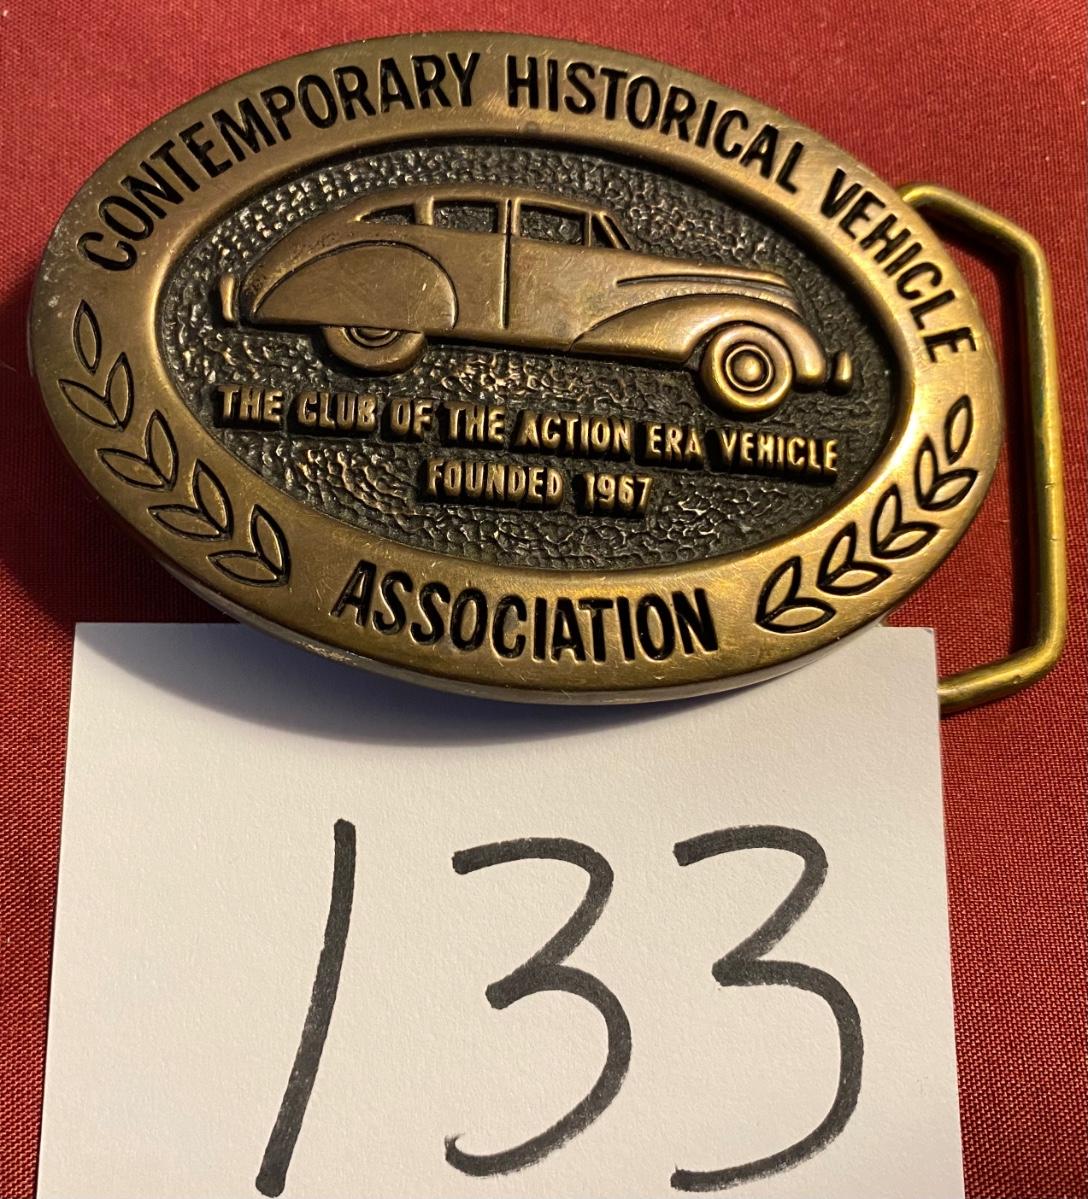 CONTEMPORARY HISTORICAL VEHICLE
THE CLUB OF THE ACTION ERA VEHICLE
FOUNDED 1967
ASSOCIATION
133